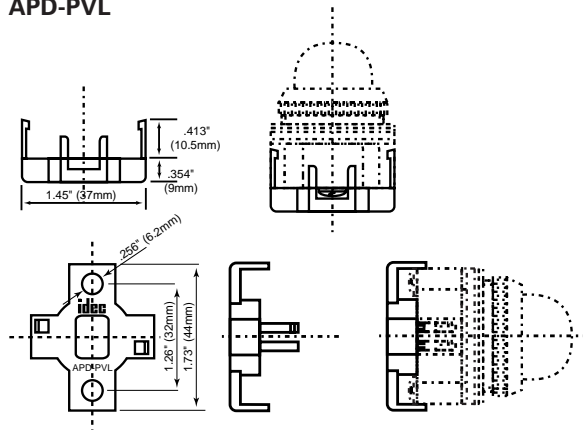 APD-PVL
.413"
(10.5mm)
.354"
(9mm)
1.45" (37mm)
.256" (6.2mm)
idec
APD-PVL
1.26" (32mm)
1.73" (44mm)